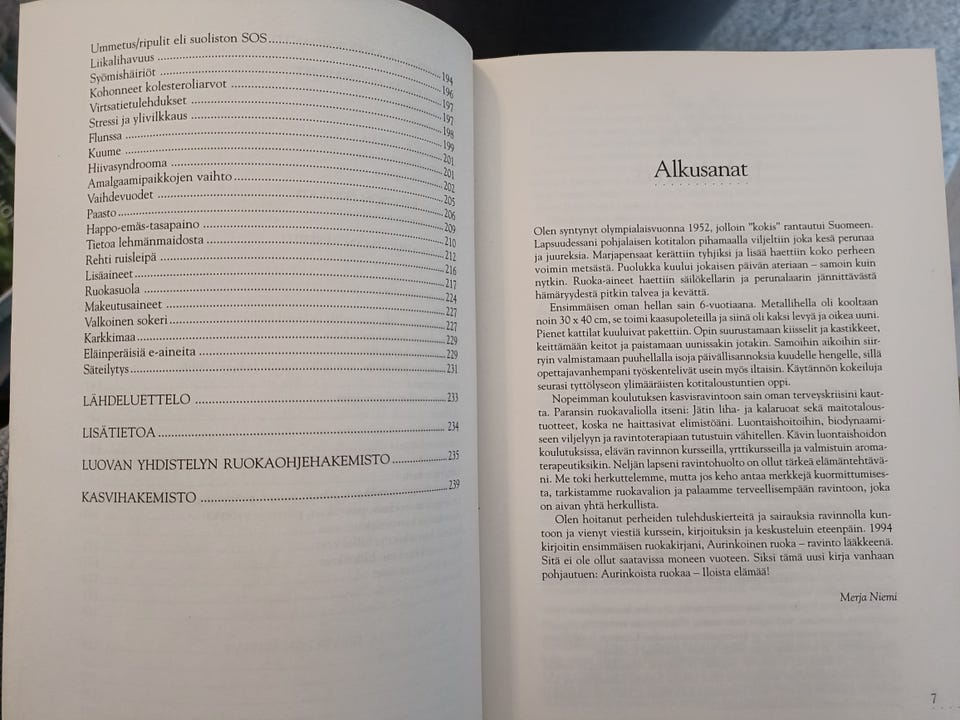 Ummetus/ripulit eli suoliston SOS 194
Liikalihavuus 196
Syömishäiriöt 197
Kohonneet kolesteroliarvot 197
Virtsatietulehdukset 198
Stressi ja ylivilkkaus 199
Flunssa 201
Kuume 201
Hiivasyndrooma 202
Amalgaamipaikkojen vaihto 205
Vaihdevuodet 206
Paasto 209
Happo-emäs-tasapaino 210
Tietoa lehmänmaidosta 212
Rehti ruisleipä 216
Lisäaineet 217
Ruokasuola 224
Makeutusaineet 227
Valkoinen sokeri 227
Karkkimaa 229
Eläinperäisiä e-aineita 229
Säteilytys 231
LÄHDELUETTELO 233
LISÄTIETOA 234
LUOVAN YHDISTELYN RUOKAOHJEHAKEMISTO 235
KASVIHAKEMISTO 239
Alkusanat
Olen syntynyt olympialaisvuonna 1952, jolloin "kokis" rantautui Suomeen.
Lapsuudessani pohjalaisen kotitalon pihamaalla viljeltiin joka kesä perunaa
ja juureksia. Marjapensaat kerättiin tyhjiksi ja lisää haettiin koko perheen
voimin metsästä. Puolukka kuului jokaisen päivän ateriaan – samoin kuin
nytkin. Ruoka-aineet haettiin säilökellarin ja perunalaarin jännittävästä
hämäryydestä pitkin talvea ja kevättä.
Ensimmäisen oman hellan sain 6-vuotiaana. Metallihella oli kooltaan
noin 30 x 40 cm, se toimi kaasupoleteilla ja siinä oli kaksi levyä ja oikea uuni.
Pienet kattilat kuuluivat pakettiin. Opin suurustamaan kiisselit ja kastikkeet,
keittämään keitot ja paistamaan uunissakin jotakin. Samoihin aikoihin siir-
ryin valmistamaan puuhellalla isoja päivällisannoksia kuudelle hengelle, sillä
opettajavanhempani työskentelivät usein myös iltaisin. Käytännön kokeiluja
seurasi tyttölyseon ylimääräisten kotitaloustuntien oppi.
Nopeimman koulutuksen kasvisravintoon sain oman terveyskriisini kaut-
ta. Paransin ruokavaliolla itseni: Jätin liha- ja kalaruoat sekä maitotalous-
tuotteet, koska ne haittasivat elimistöäni. Luontaishoitoihin, biodynaami-
seen viljelyyn ja ravintoterapiaan tutustuin vähitellen. Kävin luontaishoidon
koulutuksissa, elävän ravinnon kursseilla, yrttikursseilla ja valmistuin aroma-
terapeutiksikin. Neljän lapseni ravintohuolto on ollut tärkeä elämäntehtävä-
ni. Me toki herkuttelemme, mutta jos keho antaa merkkejä kuormittumises-
ta, tarkistamme ruokavalion ja palaamme terveellisempään ravintoon, joka
on aivan yhtä herkullista.
Olen hoitanut perheiden tulehduskierteitä ja sairauksia ravinnolla kun-
toon ja vienyt viestiä kurssein, kirjoituksin ja keskusteluin eteenpäin. 1994
kirjoitin ensimmäisen ruokakirjani, Aurinkoinen ruoka – ravinto lääkkeenä.
Sitä ei ole ollut saatavissa moneen vuoteen. Siksi tämä uusi kirja vanhaan
pohjautuen: Aurinkoista ruokaa – Iloista elämää!
Merja Niemi
7